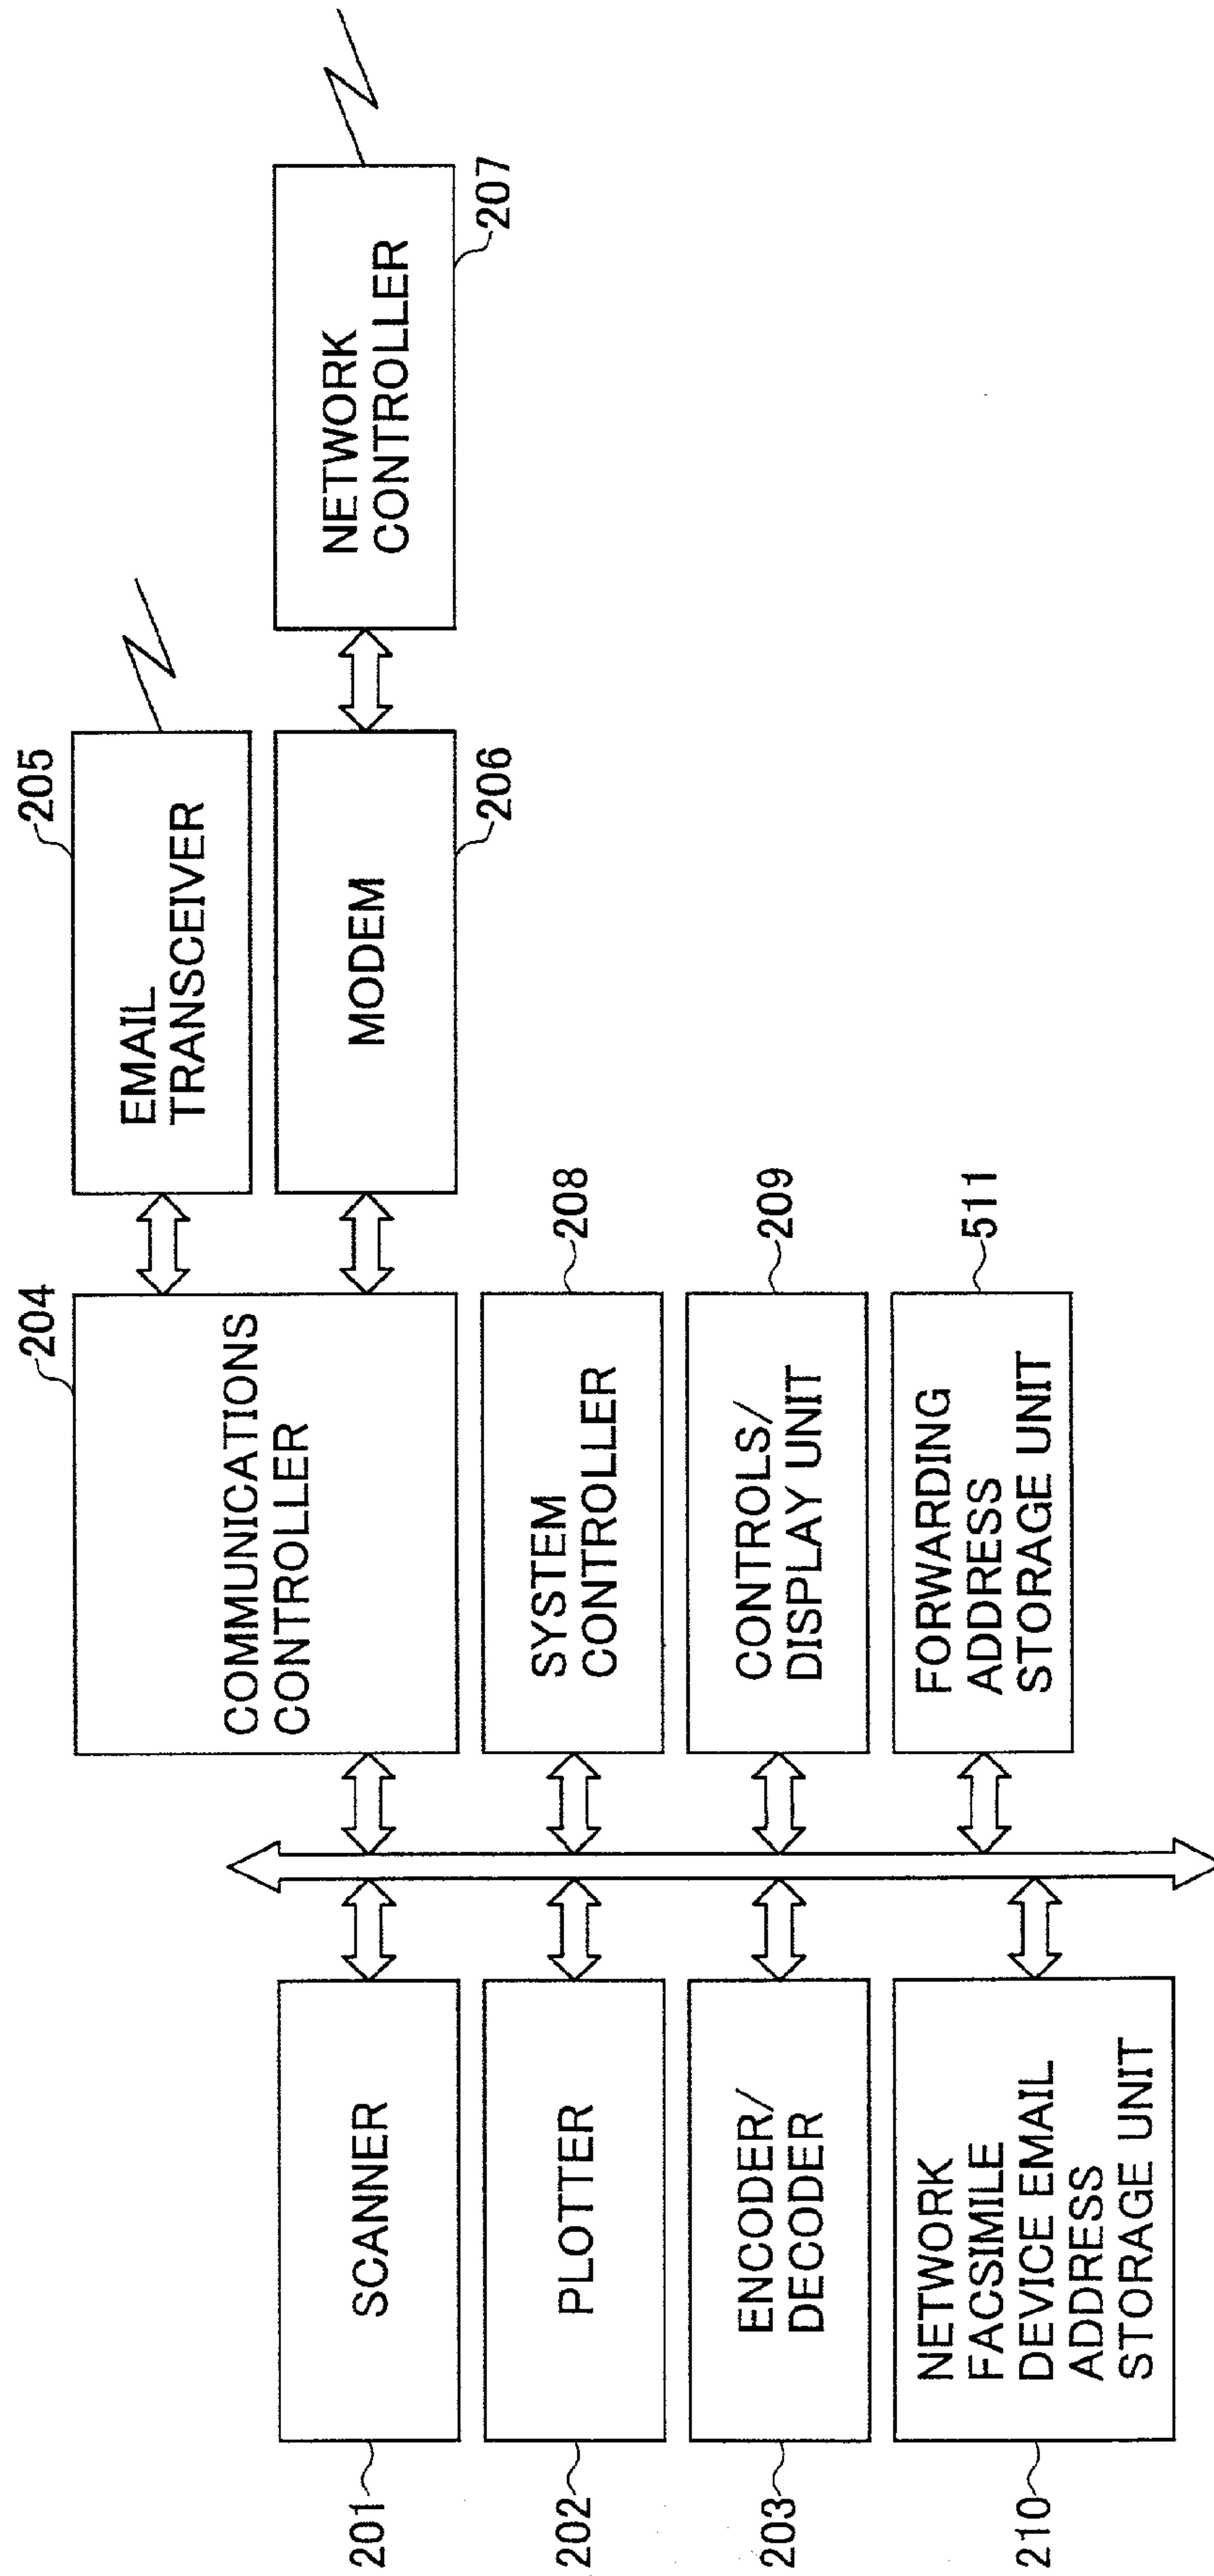 205
EMAIL
TRANSCEIVER
204
COMMUNICATIONS
CONTROLLER
MODEM
206
NETWORK
CONTROLLER
207
201
SCANNER
SYSTEM
CONTROLLER
208
202
PLOTTER
CONTROLS/
DISPLAY UNIT
209
203
ENCODER/
DECODER
FORWARDING
ADDRESS
STORAGE UNIT
511
210
NETWORK
FACSIMILE
DEVICE EMAIL
ADDRESS
STORAGE UNIT